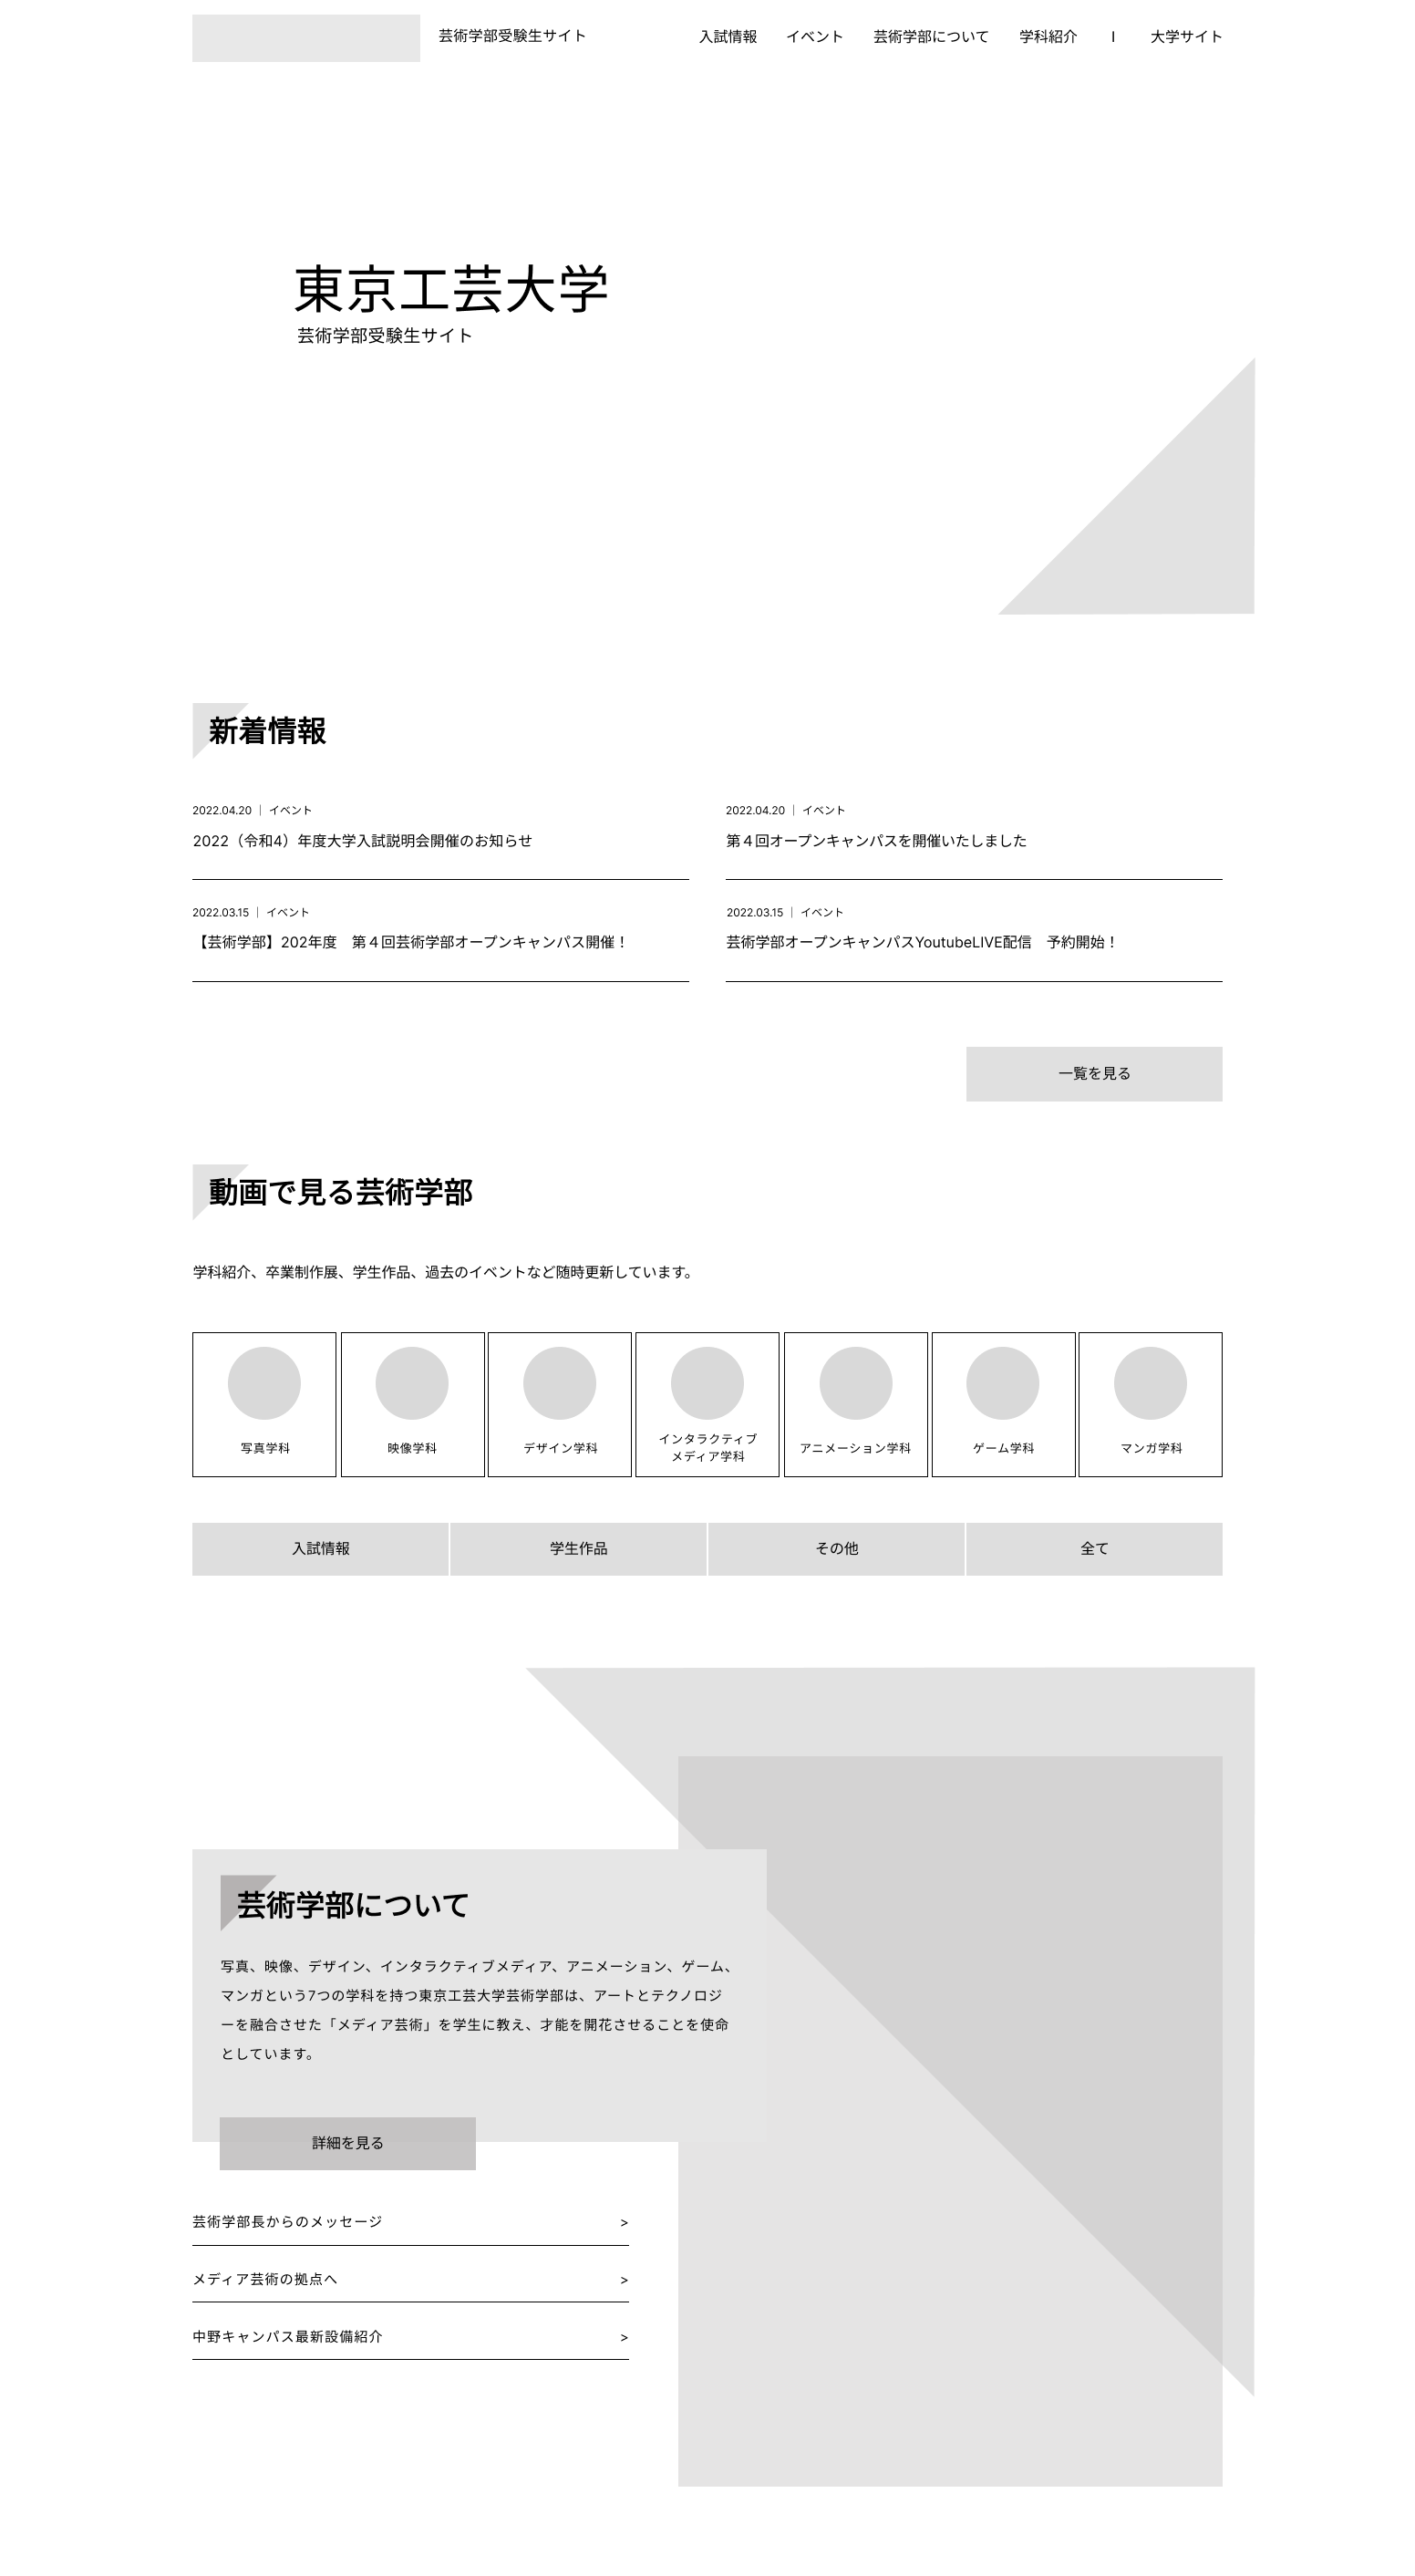 芸術学部受験生サイト
入試情報 イベント 芸術学部について 学科紹介 | 大学サイト
東京工芸大学
芸術学部受験生サイト
新着情報
2022.04.20 | イベント
2022（令和4）年度大学入試説明会開催のお知らせ
2022.04.20 | イベント
第４回オープンキャンパスを開催いたしました
2022.03.15 | イベント
【芸術学部】202年度　第４回芸術学部オープンキャンパス開催！
2022.03.15 | イベント
芸術学部オープンキャンパスYoutubeLIVE配信　予約開始！
一覧を見る
動画で見る芸術学部
学科紹介、卒業制作展、学生作品、過去のイベントなど随時更新しています。
写真学科
映像学科
デザイン学科
インタラクティブ
メディア学科
アニメーション学科
ゲーム学科
マンガ学科
入試情報
学生作品
その他
全て
芸術学部について
写真、映像、デザイン、インタラクティブメディア、アニメーション、ゲーム、
マンガという7つの学科を持つ東京工芸大学芸術学部は、アートとテクノロジ
ーを融合させた「メディア芸術」を学生に教え、才能を開花させることを使命
としています。
詳細を見る
芸術学部長からのメッセージ >
メディア芸術の拠点へ >
中野キャンパス最新設備紹介 >